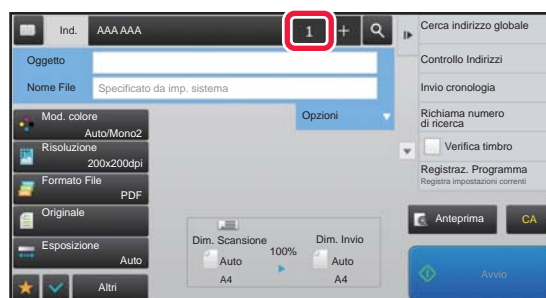 Ind.
AAA AAA
1
+
Oggetto
Nome File
Specificato da imp. sistema
Opzioni
Mod. colore
Auto/Mono2
Risoluzione
200x200dpi
Formato File
PDF
Originale
Esposizione
Auto
Altri
Dim. Scansione
100%
Dim. Invio
Auto
A4
Auto
A4
Cerca indirizzo globale
Controllo Indirizzi
Invio cronologia
Richiama numero
di ricerca
Verifica timbro
Registraz. Programma
Registra impostazioni correnti
Anteprima
CA
Avvio